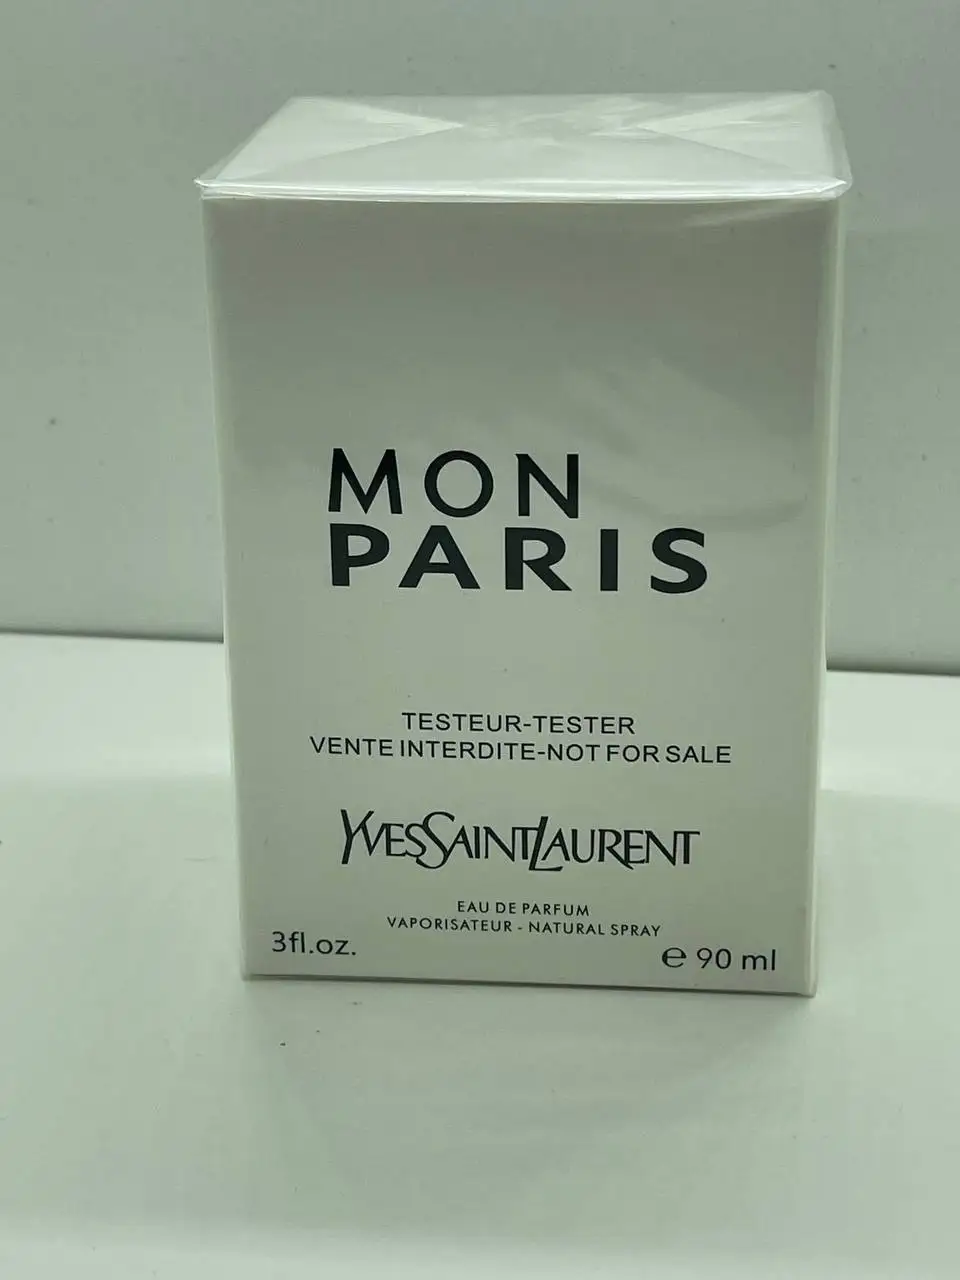 MON
PARIS
TESTEUR-TESTER
VENTE INTERDITE-NOT FOR SALE
YVESSAINTLAURENT
EAU DE PARFUM
VAPORISATEUR - NATURAL SPRAY
3fl.oz.
℮ 90 ml